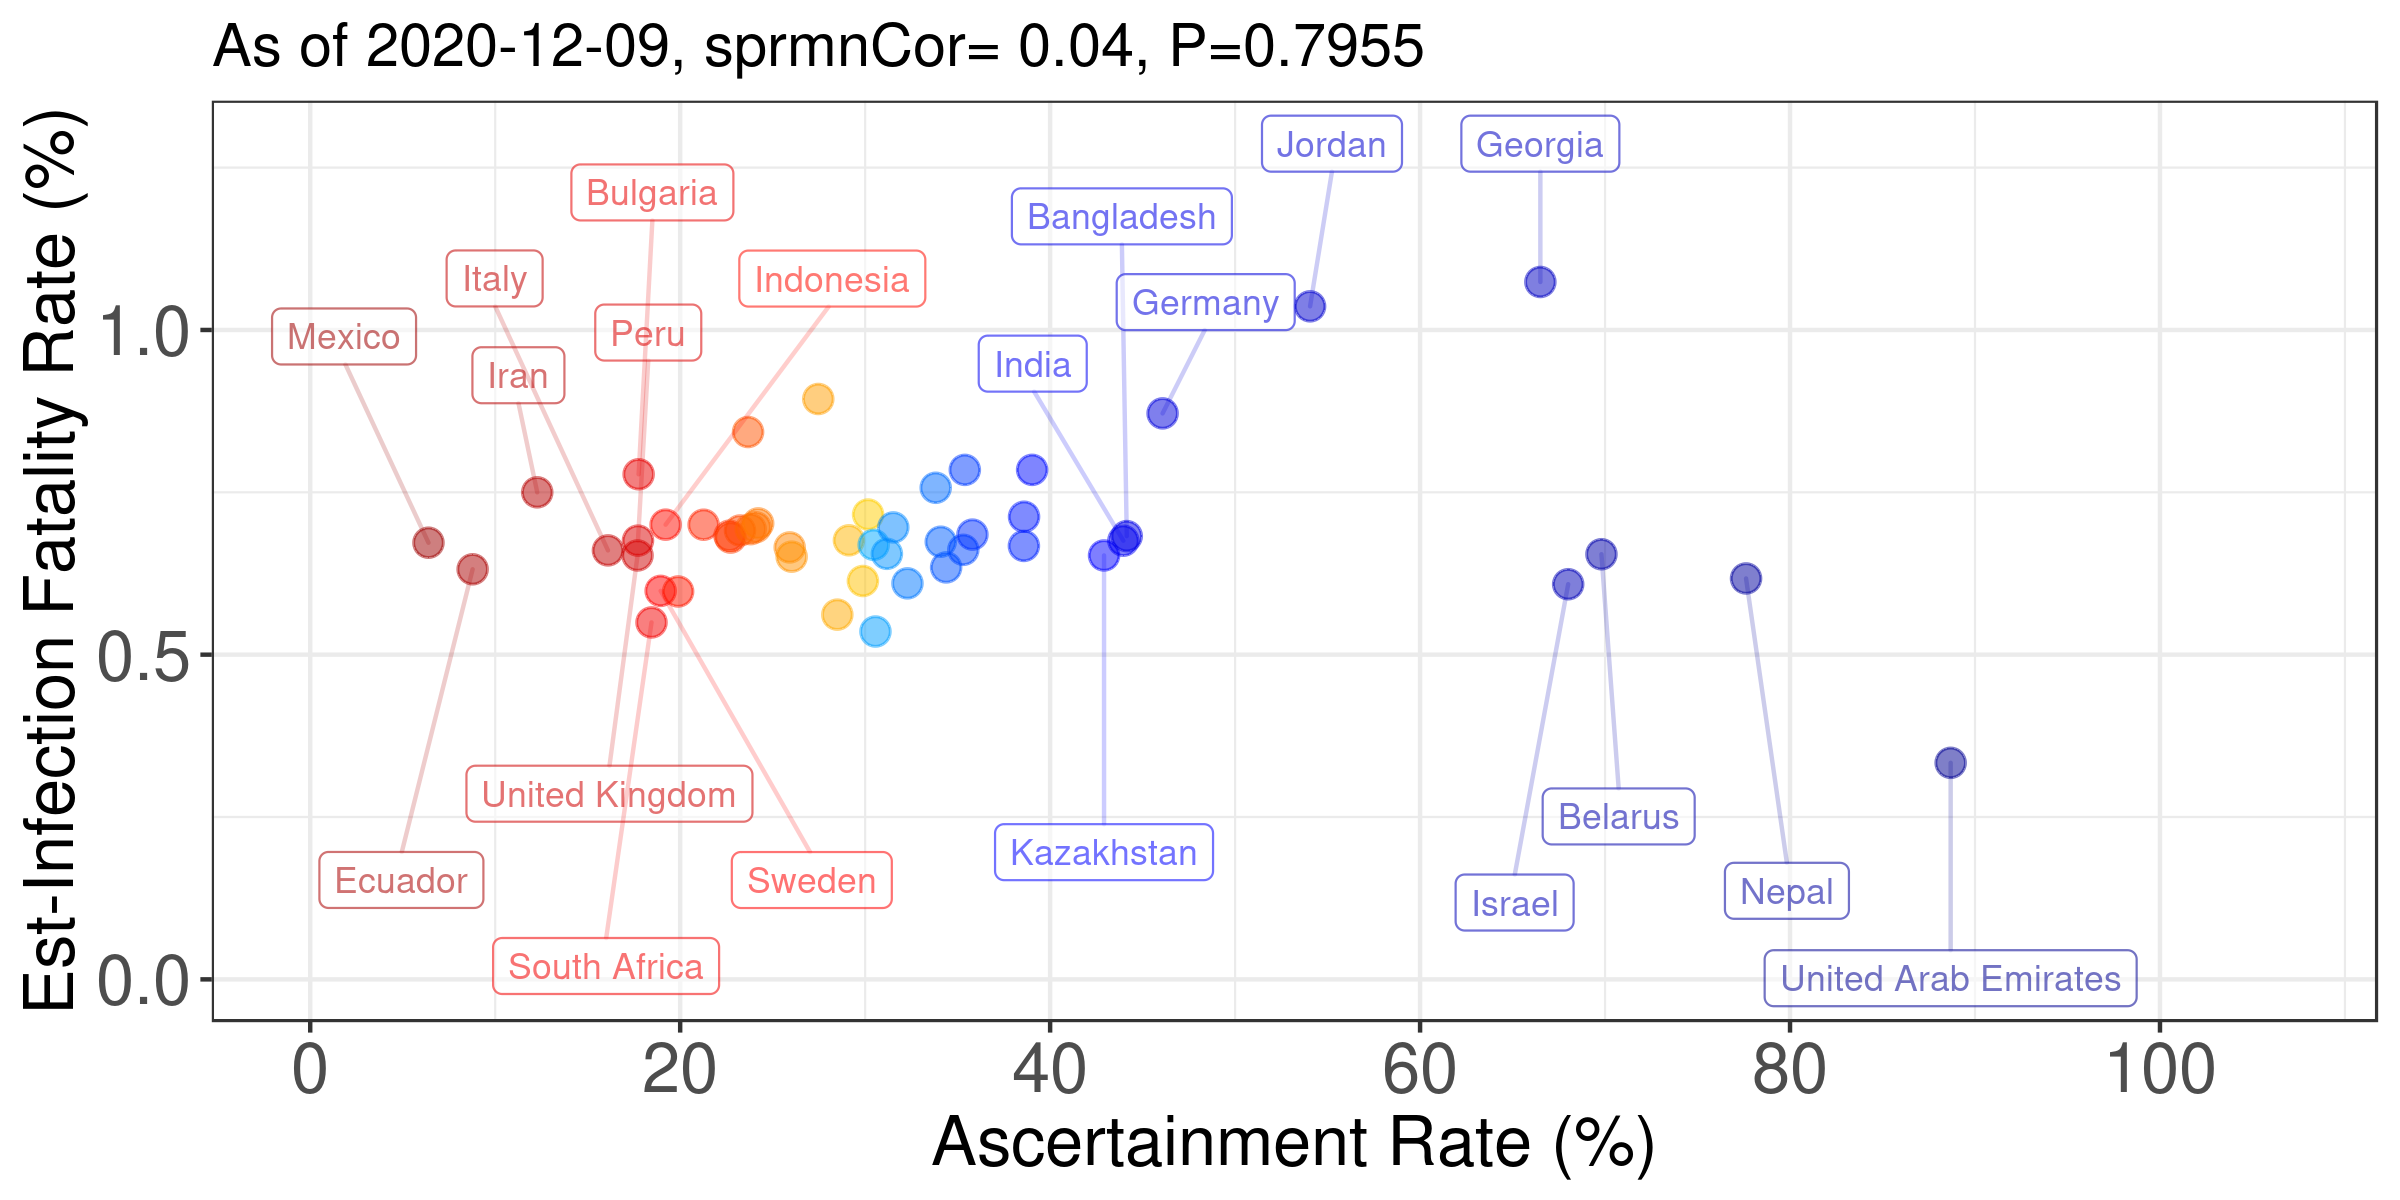 As of 2020-12-09, sprmnCor= 0.04, P=0.7955
Est-Infection Fatality Rate (%)
1.0
0.5
0.0
Jordan
Georgia
Bulgaria
Bangladesh
Italy
Indonesia
Germany
Mexico
Peru
India
Iran
United Kingdom
Belarus
Kazakhstan
Ecuador
Sweden
Nepal
Israel
South Africa
United Arab Emirates
0 20 40 60 80 100
Ascertainment Rate (%)